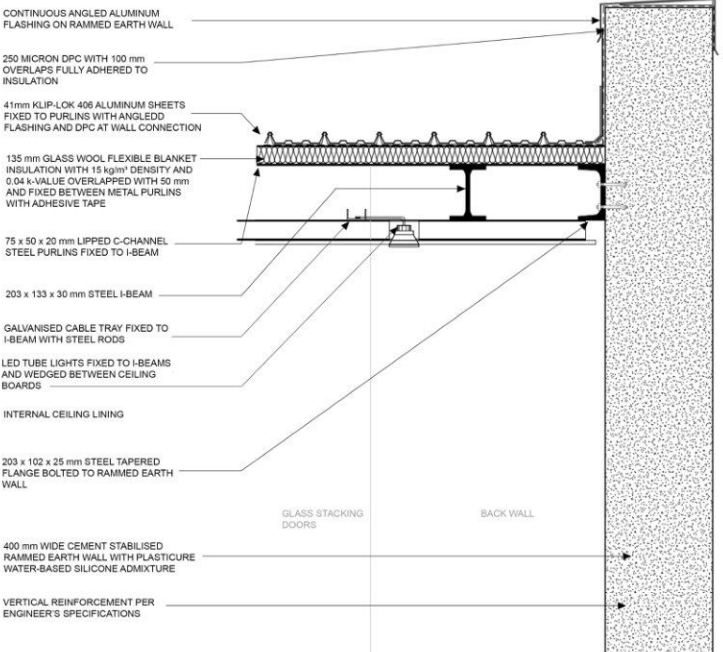 CONTINUOUS ANGLED ALUMINUM
FLASHING ON RAMMED EARTH WALL
250 MICRON DPC WITH 100 mm
OVERLAPS FULLY ADHERED TO
INSULATION
41mm KLIP-LOK 406 ALUMINUM SHEETS
FIXED TO PURLINS WITH ANGLEDD
FLASHING AND DPC AT WALL CONNECTION
135 mm GLASS WOOL FLEXIBLE BLANKET
INSULATION WITH 15 kg/m³ DENSITY AND
0.04 k-VALUE OVERLAPPED WITH 50 mm
AND FIXED BETWEEN METAL PURLINS
WITH ADHESIVE TAPE
75 x 50 x 20 mm LIPPED C-CHANNEL
STEEL PURLINS FIXED TO I-BEAM
203 x 133 x 30 mm STEEL I-BEAM
GALVANISED CABLE TRAY FIXED TO
I-BEAM WITH STEEL RODS
LED TUBE LIGHTS FIXED TO I-BEAMS
AND WEDGED BETWEEN CEILING
BOARDS
INTERNAL CEILING LINING
203 x 102 x 25 mm STEEL TAPERED
FLANGE BOLTED TO RAMMED EARTH
WALL
GLASS STACKING
DOORS
BACK WALL
400 mm WIDE CEMENT STABILISED
RAMMED EARTH WALL WITH PLASTICURE
WATER-BASED SILICONE ADMIXTURE
VERTICAL REINFORCEMENT PER
ENGINEER'S SPECIFICATIONS